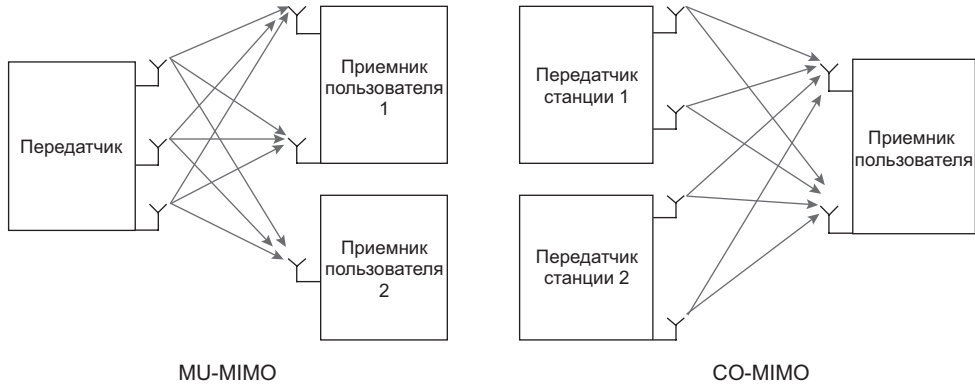 Передатчик
Приемник
пользователя
1
Приемник
пользователя
2
MU-MIMO
Передатчик
станции 1
Передатчик
станции 2
Приемник
пользователя
CO-MIMO